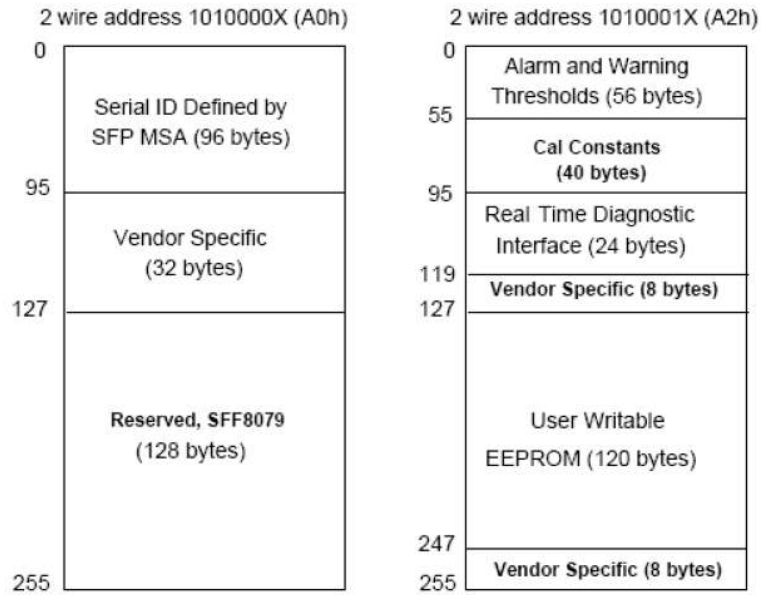 2 wire address 1010000X (A0h)
0
Serial ID Defined by
SFP MSA (96 bytes)
95
Vendor Specific
(32 bytes)
127
Reserved, SFF8079
(128 bytes)
255
2 wire address 1010001X (A2h)
0
Alarm and Warning
Thresholds (56 bytes)
55
Cal Constants
(40 bytes)
95
Real Time Diagnostic
Interface (24 bytes)
119
Vendor Specific (8 bytes)
127
User Writable
EEPROM (120 bytes)
247
Vendor Specific (8 bytes)
255